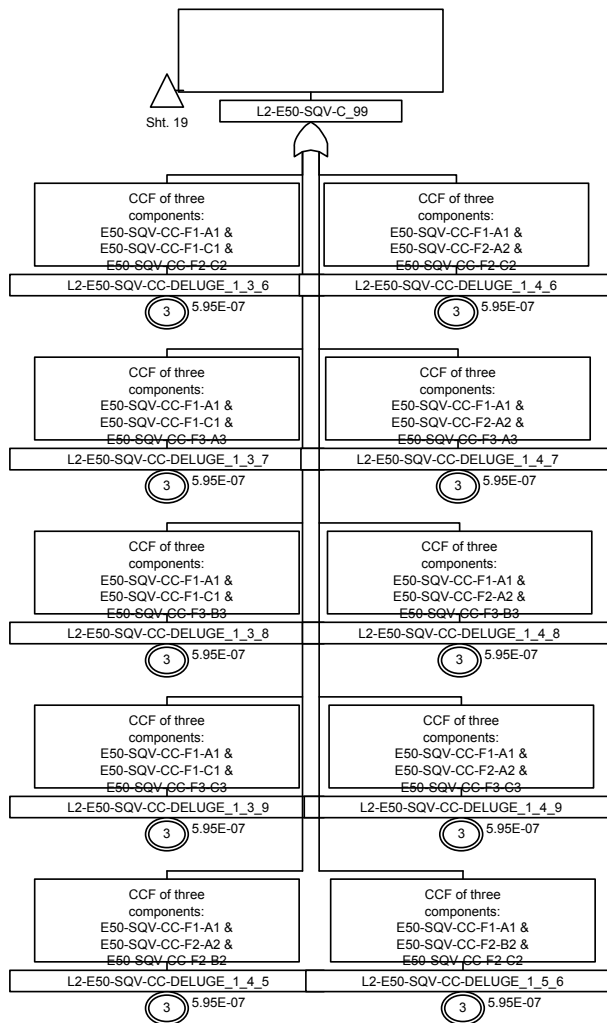 Sht. 19
L2-E50-SQV-C_99
CCF of three
components:
E50-SQV-CC-F1-A1 &
E50-SQV-CC-F1-C1 &
E50-SQV-CC-F2-C2
L2-E50-SQV-CC-DELUGE_1_3_6
3
5.95E-07
CCF of three
components:
E50-SQV-CC-F1-A1 &
E50-SQV-CC-F2-A2 &
E50-SQV-CC-F2-C2
L2-E50-SQV-CC-DELUGE_1_4_6
3
5.95E-07
CCF of three
components:
E50-SQV-CC-F1-A1 &
E50-SQV-CC-F1-C1 &
E50-SQV-CC-F3-A3
L2-E50-SQV-CC-DELUGE_1_3_7
3
5.95E-07
CCF of three
components:
E50-SQV-CC-F1-A1 &
E50-SQV-CC-F2-A2 &
E50-SQV-CC-F3-A3
L2-E50-SQV-CC-DELUGE_1_4_7
3
5.95E-07
CCF of three
components:
E50-SQV-CC-F1-A1 &
E50-SQV-CC-F1-C1 &
E50-SQV-CC-F3-B3
L2-E50-SQV-CC-DELUGE_1_3_8
3
5.95E-07
CCF of three
components:
E50-SQV-CC-F1-A1 &
E50-SQV-CC-F2-A2 &
E50-SQV-CC-F3-B3
L2-E50-SQV-CC-DELUGE_1_4_8
3
5.95E-07
CCF of three
components:
E50-SQV-CC-F1-A1 &
E50-SQV-CC-F1-C1 &
E50-SQV-CC-F3-C3
L2-E50-SQV-CC-DELUGE_1_3_9
3
5.95E-07
CCF of three
components:
E50-SQV-CC-F1-A1 &
E50-SQV-CC-F2-A2 &
E50-SQV-CC-F3-C3
L2-E50-SQV-CC-DELUGE_1_4_9
3
5.95E-07
CCF of three
components:
E50-SQV-CC-F1-A1 &
E50-SQV-CC-F2-A2 &
E50-SQV-CC-F2-B2
L2-E50-SQV-CC-DELUGE_1_4_5
3
5.95E-07
CCF of three
components:
E50-SQV-CC-F1-A1 &
E50-SQV-CC-F2-B2 &
E50-SQV-CC-F2-C2
L2-E50-SQV-CC-DELUGE_1_5_6
3
5.95E-07